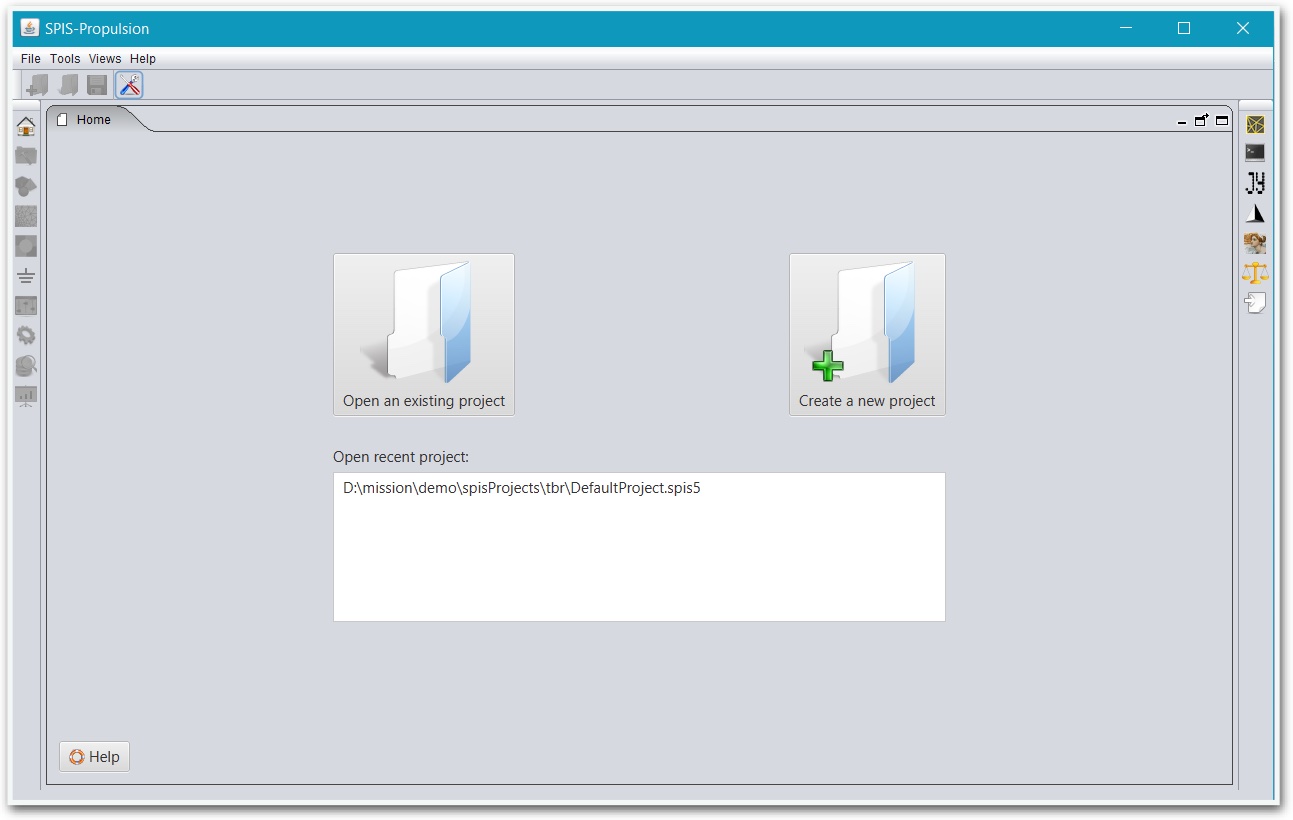 SPIS-Propulsion
File Tools Views Help
Home
Open an existing project
Create a new project
Open recent project:
D:\mission\demo\spisProjects\tbr\DefaultProject.spis5
Help